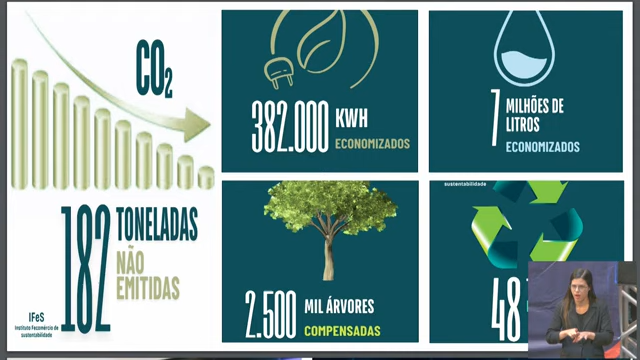 CO₂
182 TONELADAS
NÃO
EMITIDAS
IFeS
Instituto Fecomércio de
sustentabilidade
382.000 KWH
ECONOMIZADOS
7 MILHÕES DE
LITROS
ECONOMIZADOS
2.500 MIL ÁRVORES
COMPENSADAS
sustentabilidade
48